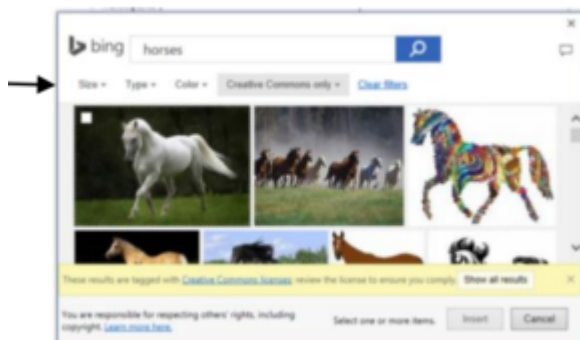 bing horses
Size Type Color Creative Commons only Clear filters
These results are tagged with Creative Commons licenses; review the license to ensure you comply. Show all results
You are responsible for respecting others' rights, including
copyright. Learn more here.
Select one or more items. Insert Cancel